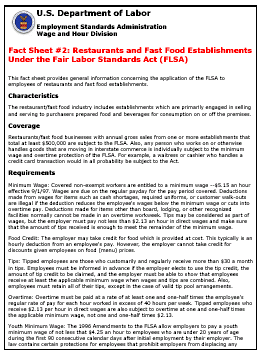 U.S. Department of Labor
Employment Standards Administration
Wage and Hour Division
Fact Sheet #2: Restaurants and Fast Food Establishments
Under the Fair Labor Standards Act (FLSA)
This fact sheet provides general information concerning the application of the FLSA to
employees of restaurants and fast food establishments.
Characteristics
The restaurant/fast food industry includes establishments which are primarily engaged in selling
and serving to purchasers prepared food and beverages for consumption on or off the premises.
Coverage
Restaurants/fast food businesses with annual gross sales from one or more establishments that
total at least $500,000 are subject to the FLSA. Also, any person who works on or otherwise
handles goods that are moving in interstate commerce is individually subject to the minimum
wage and overtime protection of the FLSA. For example, a waitress or cashier who handles a
credit card transaction would in all probability be subject to the Act.
Requirements
Minimum Wage: Covered non-exempt workers are entitled to a minimum wage --$5.15 an hour
effective 9/1/97. Wages are due on the regular payday for the pay period covered. Deductions
made from wages for items such as cash shortages, required uniforms, or customer walk-outs
are illegal if the deduction reduces the employee's wages below the minimum wage or cuts into
overtime pay. Deductions made for items other than board, lodging, or other recognized
facilities normally cannot be made in an overtime workweek. Tips may be considered as part of
wages, but the employer must pay not less than $2.13 an hour in direct wages and make sure
that the amount of tips received is enough to meet the remainder of the minimum wage.
Food Credit: The employer may take credit for food which is provided at cost. This typically is an
hourly deduction from an employee's pay. However, the employer cannot take credit for
discounts given employees on food (menu) prices.
Tips: Tipped employees are those who customarily and regularly receive more than $30 a month
in tips. Employees must be informed in advance if the employer elects to use the tip credit, the
amount of tip credit to be claimed, and the employer must be able to show that the employees
receive at least the applicable minimum wage when wages and tips are combined. Also,
employees must retain all of their tips, except in the case of valid tip pool arrangements.
Overtime: Overtime must be paid at a rate of at least one and one-half times the employee's
regular rate of pay for each hour worked in excess of 40 hours per week. Tipped employees who
receive $2.13 per hour in direct wages are also subject to overtime at one and one-half times
the applicable minimum wage, not one and one-half times $2.13.
Youth Minimum Wage: The 1996 Amendments to the FLSA allow employers to pay a youth
minimum wage of not less than $4.25 an hour to employees who are under 20 years of age
during the first 90 consecutive calendar days after initial employment by their employer. The
law contains certain protections for employees that prohibit employers from displacing any